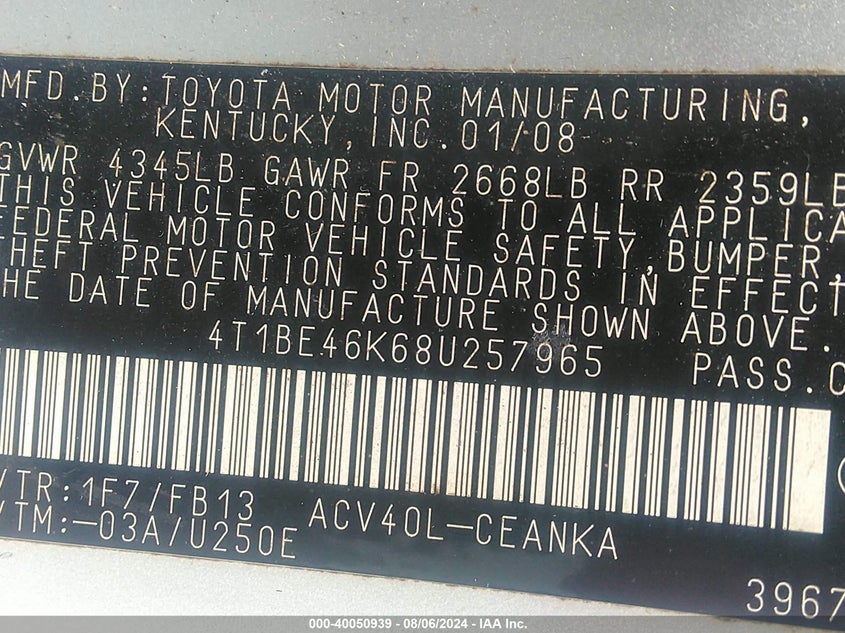 MFD. BY: TOYOTA MOTOR MANUFACTURING,
KENTUCKY, INC. 01/08
GVWR 4345LB GAWR FR 2668LB RR 2359LB
THIS VEHICLE CONFORMS TO ALL APPLICA
FEDERAL MOTOR VEHICLE SAFETY, BUMPER,
THEFT PREVENTION STANDARDS IN EFFECT
THE DATE OF MANUFACTURE SHOWN ABOVE.
4T1BE46K68U257965 PASS.C
/TR: 1F7/FB13 ACV40L-CEANKA
/TM:-03A/U250E
3967
000-40050939 - 08/06/2024 - IAA Inc.